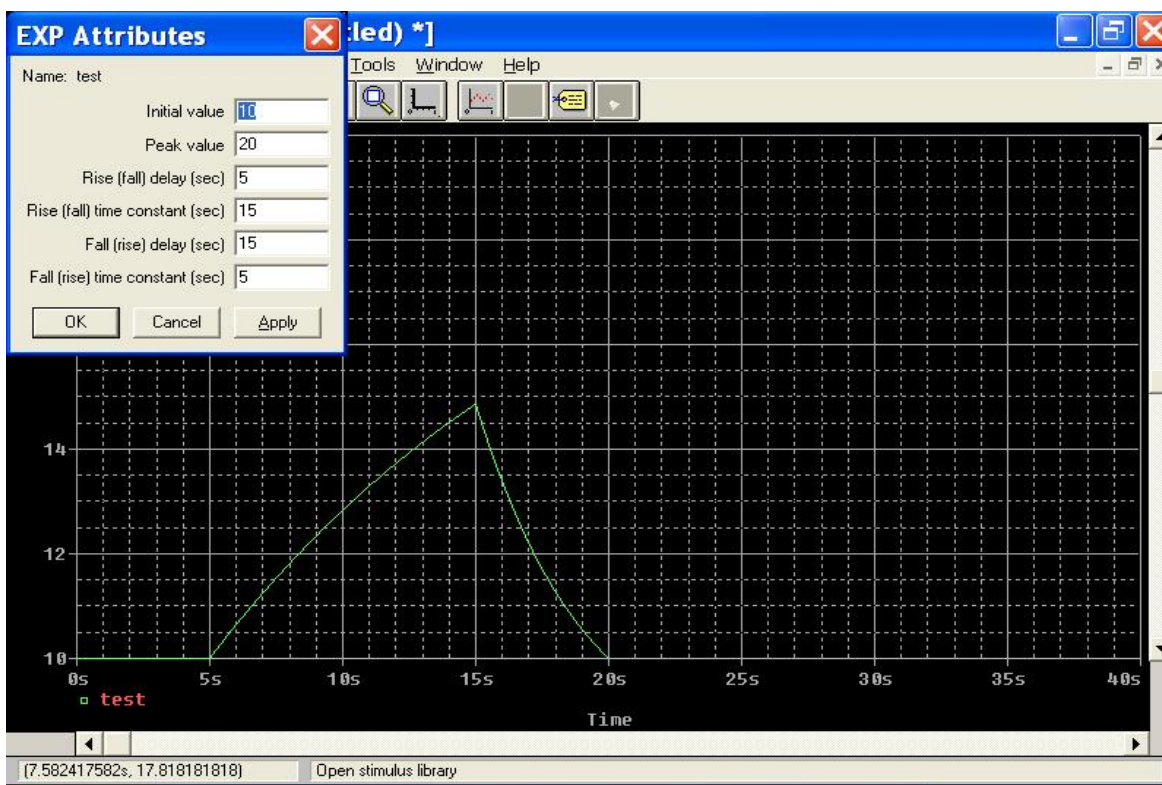 EXP Attributes
:led) *]
Name: test
Initial value 10
Peak value 20
Rise (fall) delay (sec) 5
Rise (fall) time constant (sec) 15
Fall (rise) delay (sec) 15
Fall (rise) time constant (sec) 5
OK Cancel Apply
Tools Window Help
14
12
10
0s 5s 10s 15s 20s 25s 30s 35s 40s
test
Time
(7.582417582s, 17.818181818) Open stimulus library